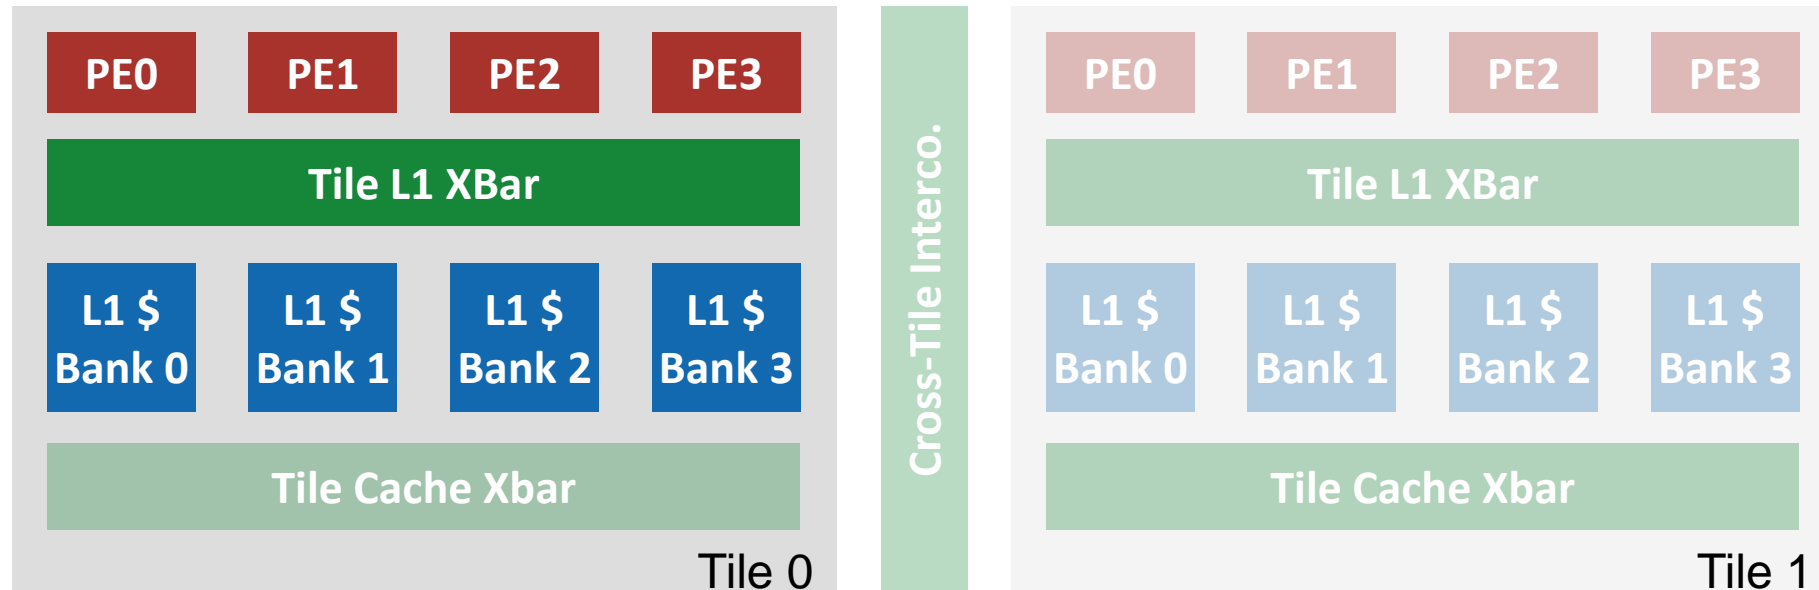 PE0 PE1 PE2 PE3
Tile L1 XBar
L1 $ L1 $ L1 $ L1 $
Bank 0 Bank 1 Bank 2 Bank 3
Tile Cache Xbar
Tile 0
Cross-Tile Interco.
PE0 PE1 PE2 PE3
Tile L1 XBar
L1 $ L1 $ L1 $ L1 $
Bank 0 Bank 1 Bank 2 Bank 3
Tile Cache Xbar
Tile 1